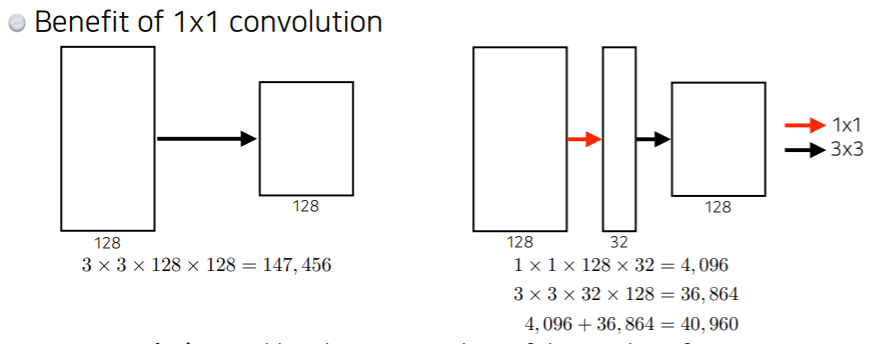 Benefit of 1x1 convolution
128
128
3 × 3 × 128 × 128 = 147,456
128
32
128
1 × 1 × 128 × 32 = 4,096
3 × 3 × 32 × 128 = 36,864
4,096 + 36,864 = 40,960
1x1
3x3